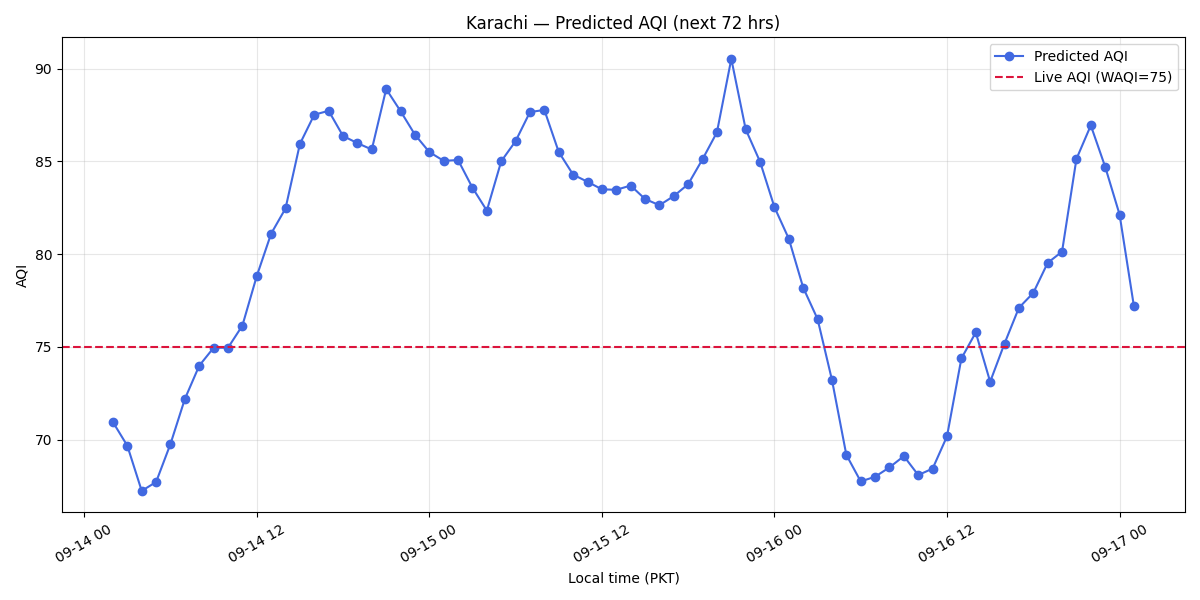 Karachi — Predicted AQI (next 72 hrs)
Predicted AQI
Live AQI (WAQI=75)
AQI
90
85
80
75
70
09-14 00
09-14 12
09-15 00
09-15 12
09-16 00
09-16 12
09-17 00
Local time (PKT)